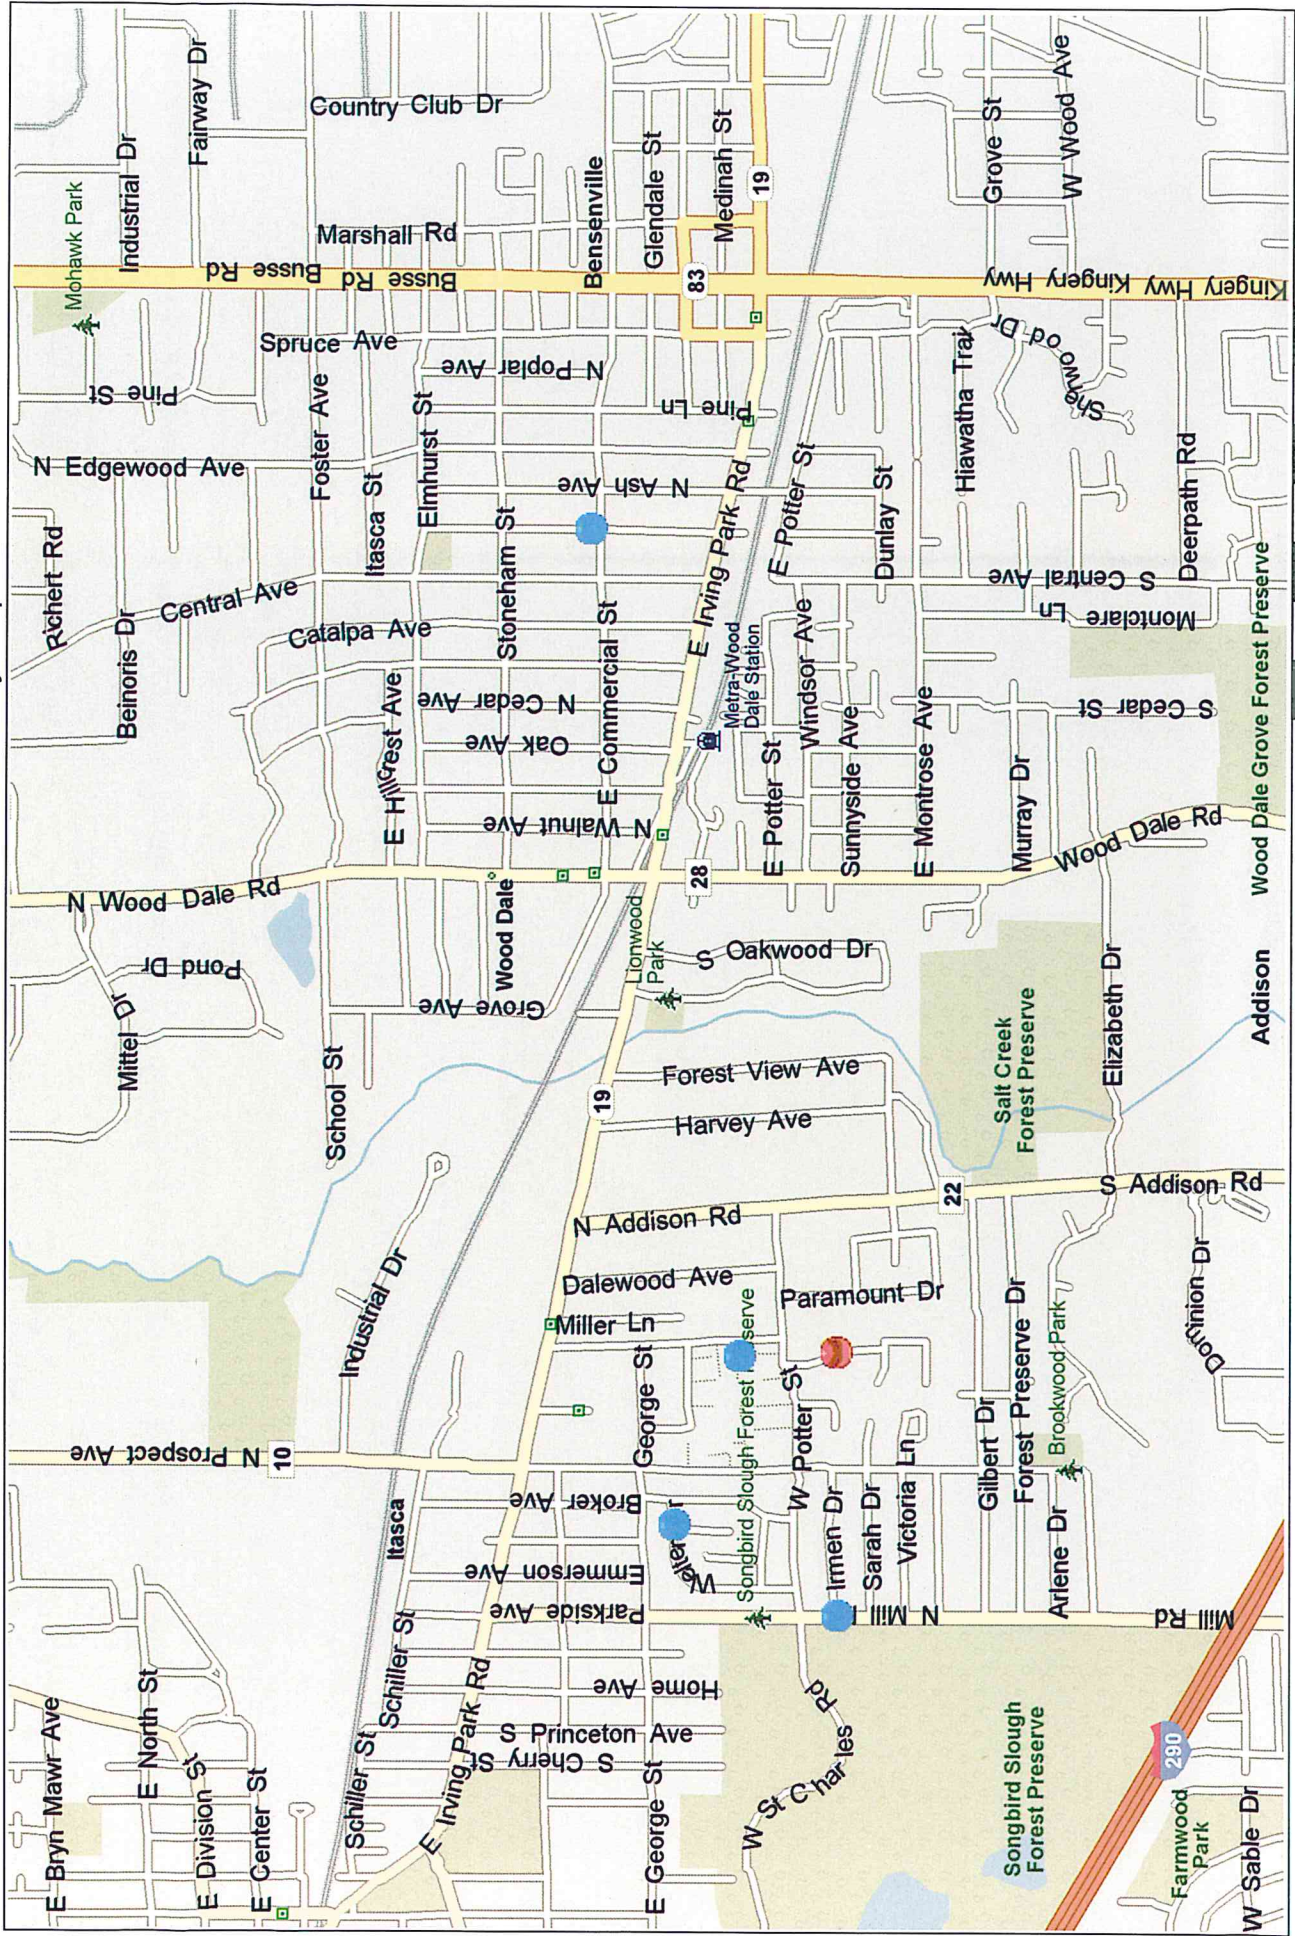 Mohawk Park
Industrial Dr
Fairway Dr
Country Club Dr
Marshall Rd
Busse Rd
Busse Rd
Busse Rd
Bensenville
Glendale St
Medinah St
19
83
Grove St
W Wood Ave
Kingery Hwy
Kingery Hwy
Kingery Hwy
Pine St
Spruce Ave
N Poplar Ave
Pine Ln
Sherwood Dr
Hiawatha Trail
N Edgewood Ave
Foster Ave
Itasca St
Elmhurst St
N Ash Ave
E Irving Park Rd
E Potter St
Dunlay St
Deerpath Rd
Richert Rd
Beinoris Dr
Central Ave
Catalpa Ave
Stoneham St
E Commercial St
S Central Ave
Montclare Ln
Wood Dale Grove Forest Preserve
E Hillcrest Ave
N Cedar Ave
Oak Ave
N Walnut Ave
Metra-Wood
Dale Station
Windsor Ave
E Potter St
Sunnyside Ave
E Montrose Ave
Murray Dr
S Cedar St
Wood Dale Rd
N Wood Dale Rd
28
Wood Dale
Lionwood
Park
S Oakwood Dr
Pond Dr
Mittel Dr
Grove Ave
School St
Forest View Ave
Harvey Ave
19
Salt Creek
Forest Preserve
Elizabeth Dr
Addison
22
N Addison Rd
S Addison Rd
Industrial Dr
Dalewood Ave
Miller Ln
Paramount Dr
Dominion Dr
George St
W Potter St
Gilbert Dr
Forest Preserve Dr
Brookwood Park
N Prospect Ave
10
Itasca
Broker Ave
Emmerson Ave
Parkside Ave
Songbird Slough Forest
Irmen Dr
Sarah Dr
Victoria Ln
Arlene Dr
N Mill
Mill Rd
E Bryn Mawr Ave
E North St
E Division St
E Center St
Schiller St
Schiller St
E Irving Park Rd
Home Ave
S Princeton Ave
S Cherry St
E George St
W St Charles Rd
Songbird Slough
Forest Preserve
290
Farmwood
Park
W Sable Dr